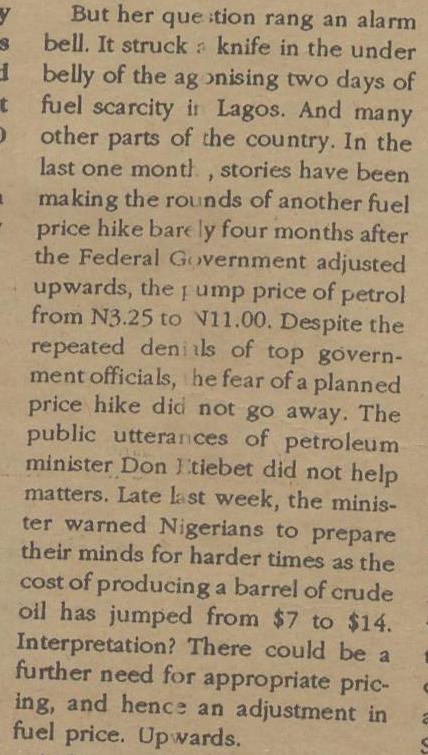 But her question rang an alarm
bell. It struck a knife in the under
belly of the agonising two days of
fuel scarcity in Lagos. And many
other parts of the country. In the
last one month, stories have been
making the rounds of another fuel
price hike barely four months after
the Federal Government adjusted
upwards, the pump price of petrol
from N3.25 to N11.00. Despite the
repeated denials of top govern-
ment officials, the fear of a planned
price hike did not go away. The
public utterances of petroleum
minister Don Etiebet did not help
matters. Late last week, the minis-
ter warned Nigerians to prepare
their minds for harder times as the
cost of producing a barrel of crude
oil has jumped from $7 to $14.
Interpretation? There could be a
further need for appropriate pric-
ing, and hence an adjustment in
fuel price. Upwards.